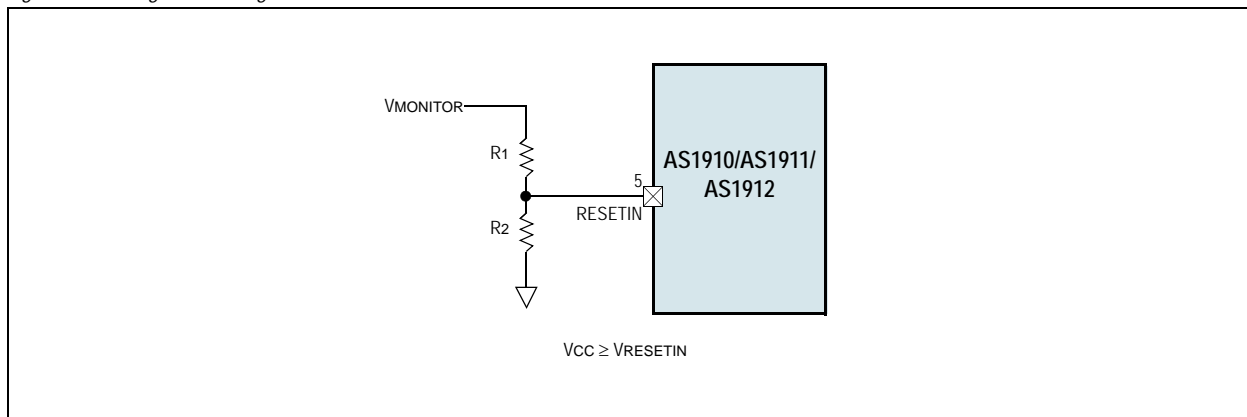 VMONITOR
R1
AS1910/AS1911/
AS1912
5
RESETIN
R2
VCC ≥ VRESETIN